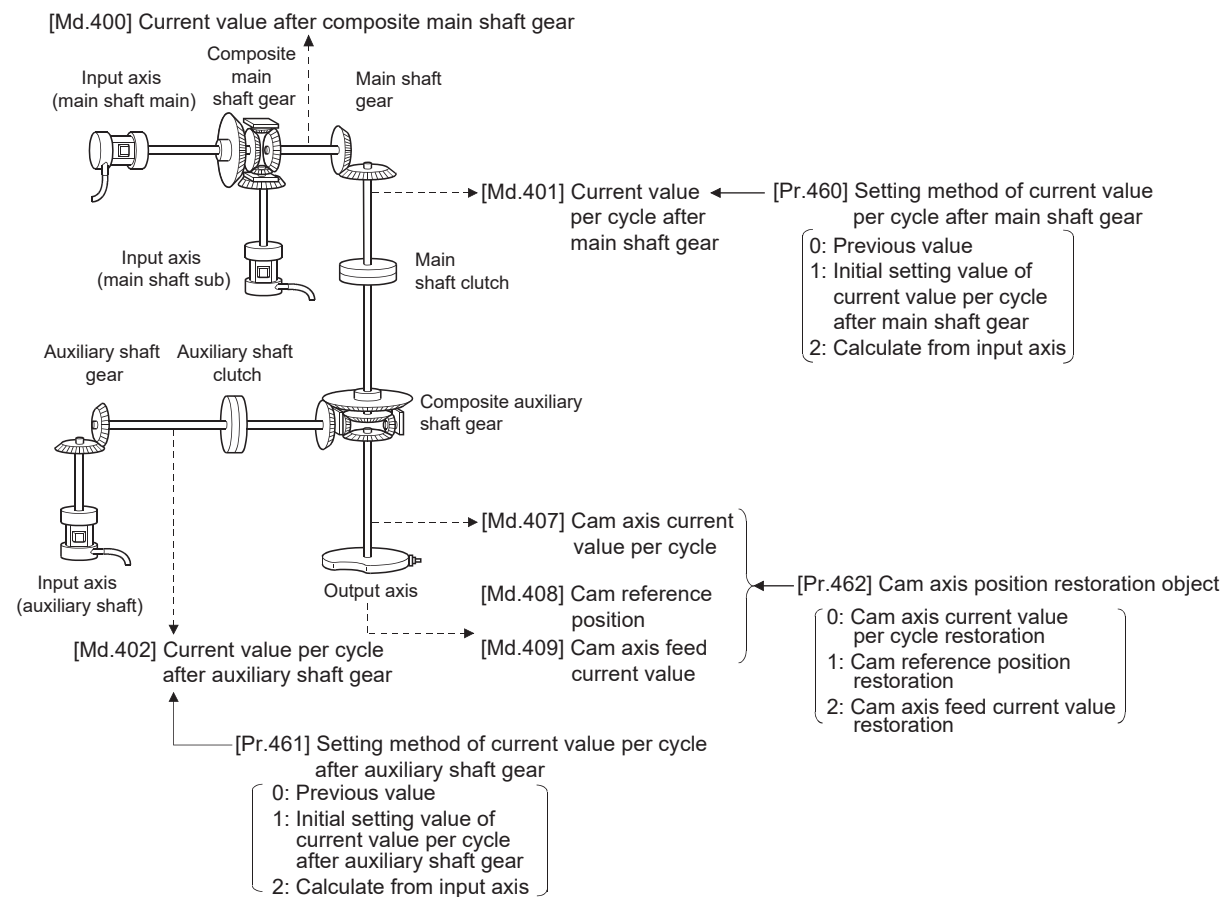 [Md.400] Current value after composite main shaft gear
Input axis
(main shaft main)
Composite
main
shaft gear
Main shaft
gear
[Md.401] Current value
per cycle after
main shaft gear
[Pr.460] Setting method of current value
per cycle after main shaft gear
0: Previous value
1: Initial setting value of
current value per cycle
after main shaft gear
2: Calculate from input axis
Input axis
(main shaft sub)
Main
shaft clutch
Auxiliary shaft
gear
Auxiliary shaft
clutch
Composite auxiliary
shaft gear
Input axis
(auxiliary shaft)
Output axis
[Md.407] Cam axis current
value per cycle
[Md.408] Cam reference
position
[Md.409] Cam axis feed
current value
[Pr.462] Cam axis position restoration object
0: Cam axis current value
per cycle restoration
1: Cam reference position
restoration
2: Cam axis feed current value
restoration
[Md.402] Current value per cycle
after auxiliary shaft gear
[Pr.461] Setting method of current value per cycle
after auxiliary shaft gear
0: Previous value
1: Initial setting value of
current value per cycle
after auxiliary shaft gear
2: Calculate from input axis